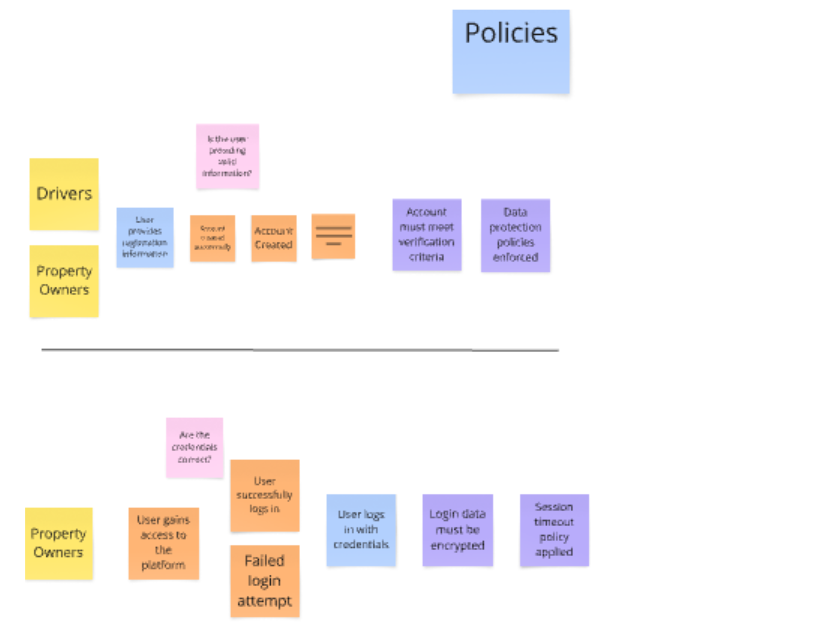 Policies
Is the user
providing
valid
information?
Drivers
Property
Owners
User
provides
registration
information
Account
created
successfully
Account
Created
Account
must meet
verification
criteria
Data
protection
policies
enforced
Are the
credentials
correct?
Property
Owners
User gains
access to
the
platform
User
successfully
logs in
Failed
login
attempt
User logs
in with
credentials
Login data
must be
encrypted
Session
timeout
policy
applied